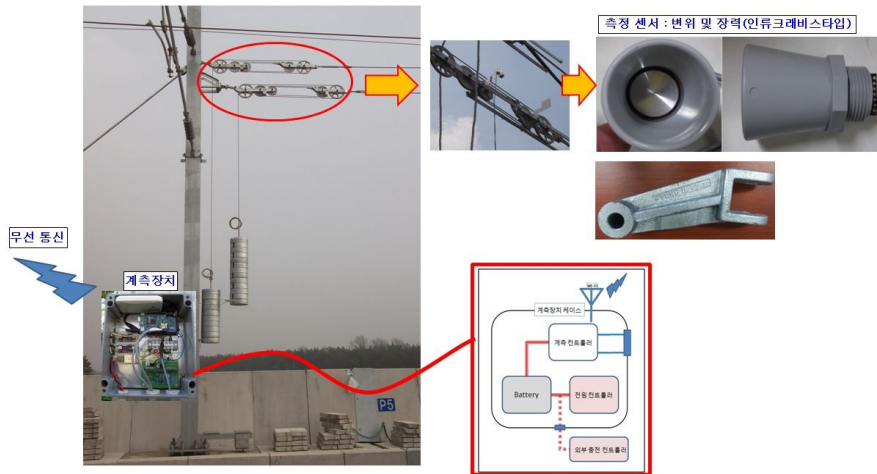 측정 센서 : 변위 및 장력(인류크래비스타입)
무선 통신
계측장치
P5
계측장치 케이스
계측 컨트롤러
Battery
전원 컨트롤러
외부 충전 컨트롤러